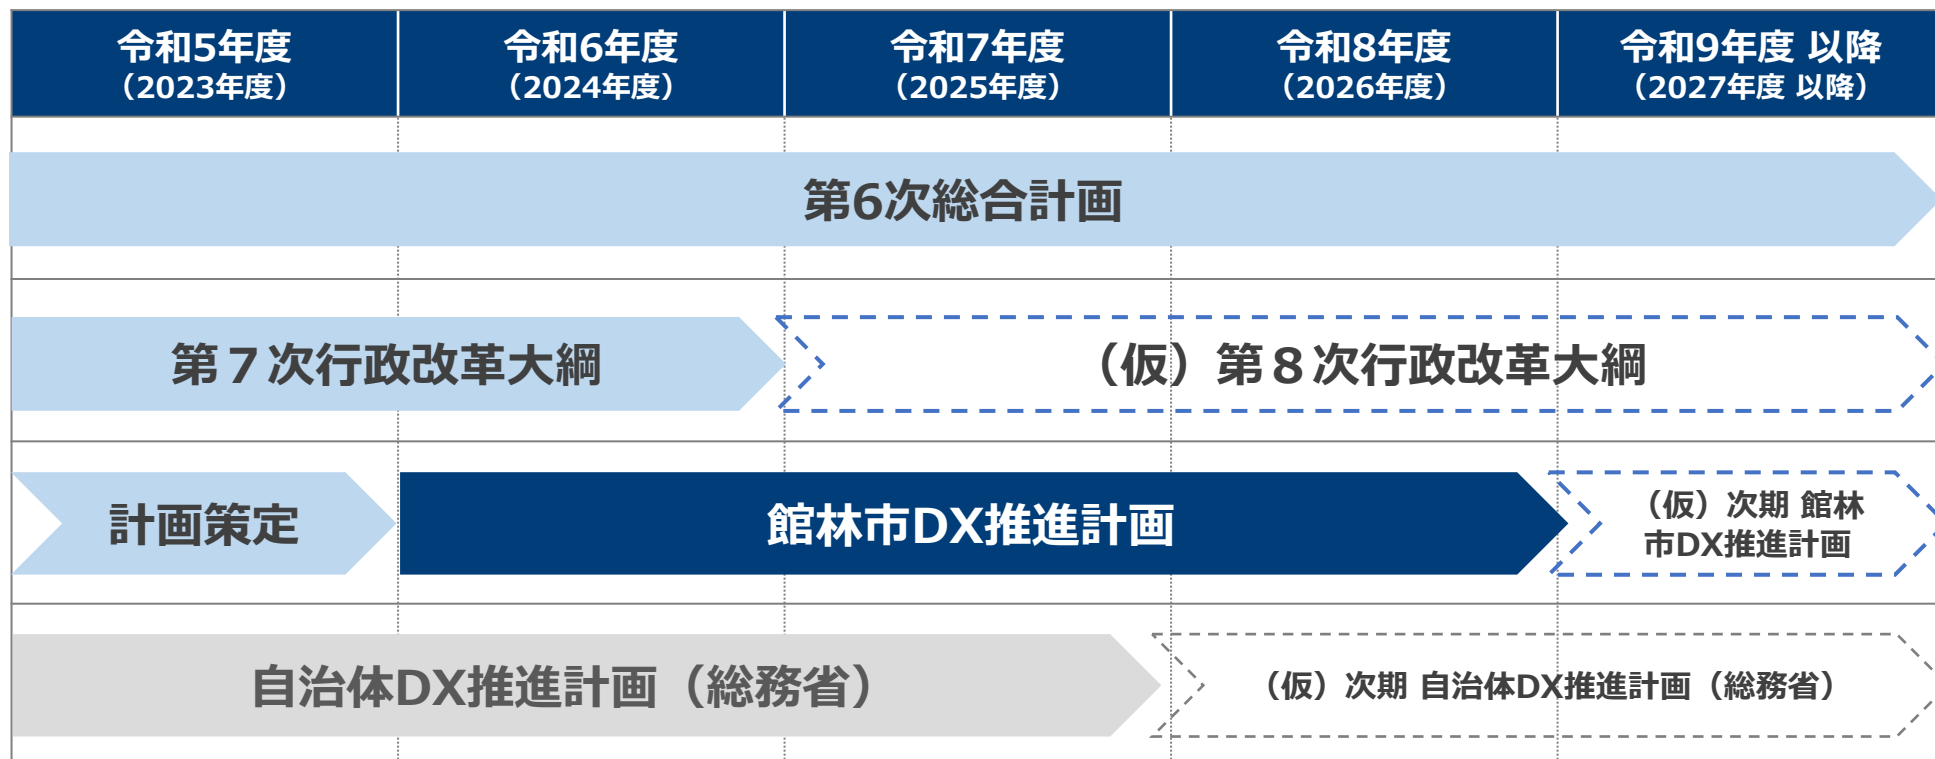 令和5年度
（2023年度）
令和6年度
（2024年度）
令和7年度
（2025年度）
令和8年度
（2026年度）
令和9年度 以降
（2027年度 以降）
第6次総合計画
第７次行政改革大綱
（仮）第８次行政改革大綱
計画策定
館林市DX推進計画
（仮）次期 館林
市DX推進計画
自治体DX推進計画（総務省）
（仮）次期 自治体DX推進計画（総務省）